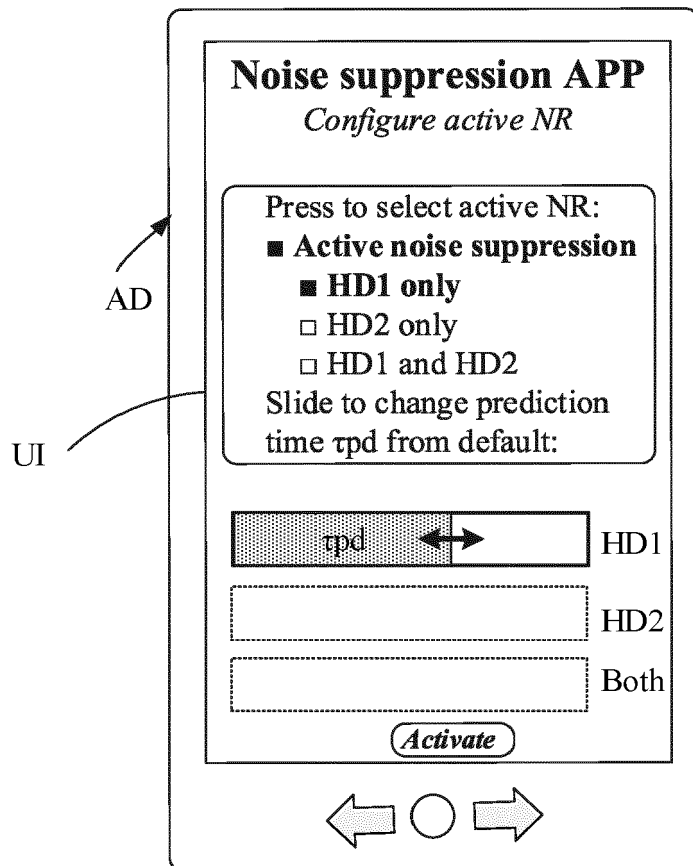 Noise suppression APP
Configure active NR
Press to select active NR:
■ Active noise suppression
■ HD1 only
□ HD2 only
□ HD1 and HD2
Slide to change prediction
time τpd from default:
AD
UI
τpd
HD1
HD2
Both
Activate